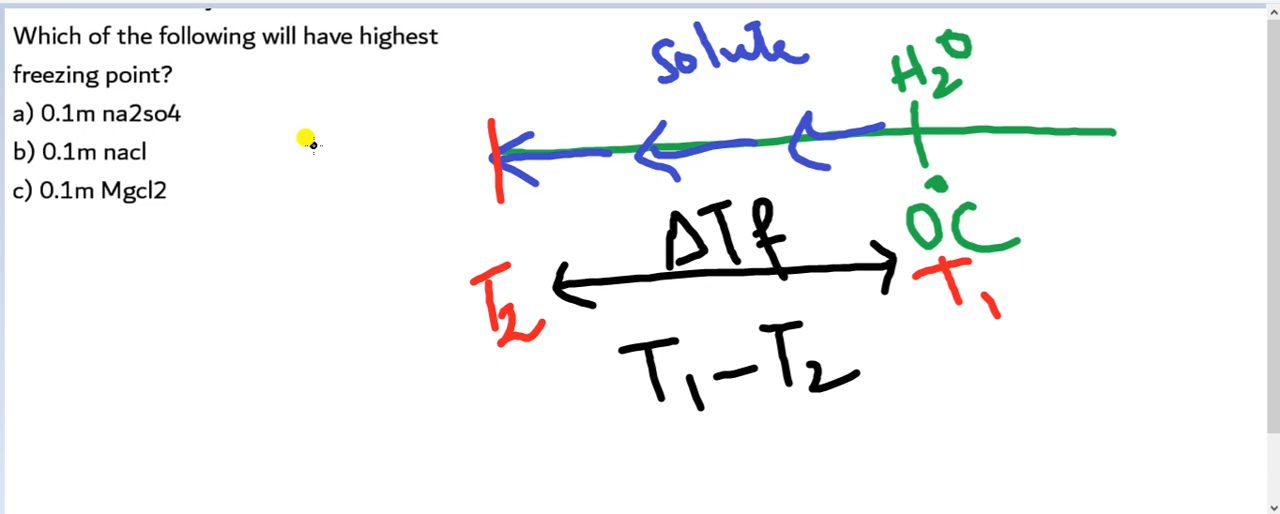 Which of the following will have highest
freezing point?
a) 0.1m na2so4
b) 0.1m nacl
c) 0.1m Mgcl2
Solute
H2O
0°C
ΔTf
T2
T1
T1-T2